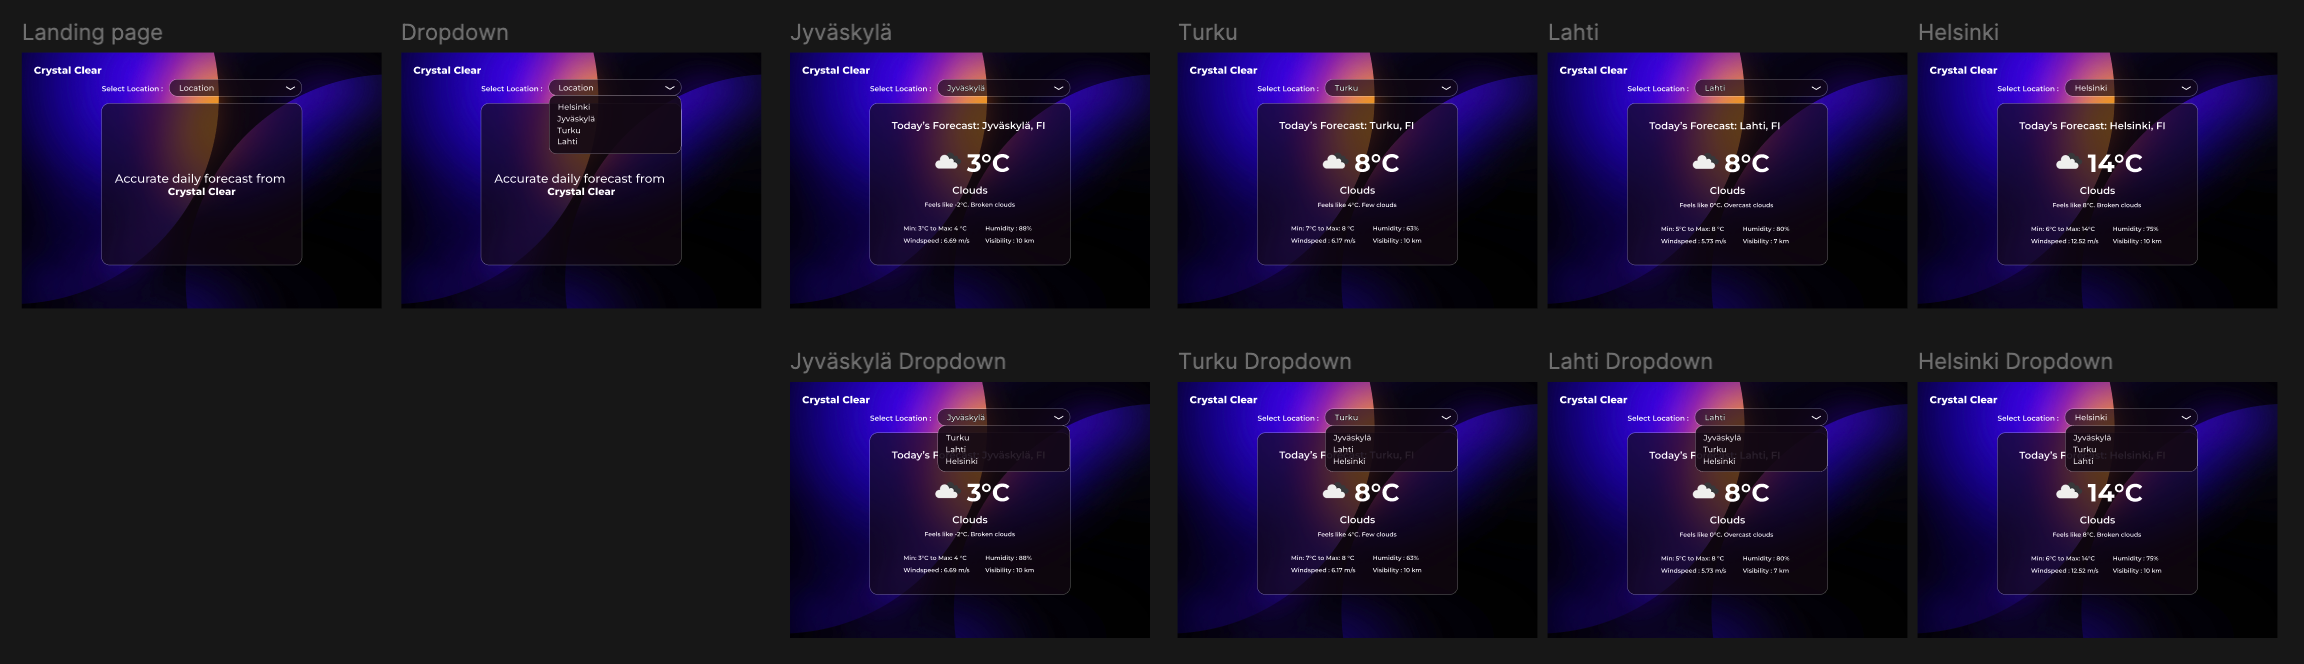 Landing page
Crystal Clear
Select Location :
Location
Accurate daily forecast from
Crystal Clear
Dropdown
Crystal Clear
Select Location :
Location
Helsinki
Jyväskylä
Turku
Lahti
Accurate daily forecast from
Crystal Clear
Jyväskylä
Crystal Clear
Select Location :
Jyväskylä
Today's Forecast: Jyväskylä, FI
3°C
Clouds
Feels like -2°C. Broken clouds
Min: 3°C to Max: 4 °C
Humidity : 88%
Windspeed : 6.69 m/s
Visibility : 10 km
Turku
Crystal Clear
Select Location :
Turku
Today's Forecast: Turku, FI
8°C
Clouds
Feels like 4°C. Few clouds
Min: 7°C to Max: 8 °C
Humidity : 63%
Windspeed : 6.17 m/s
Visibility : 10 km
Lahti
Crystal Clear
Select Location :
Lahti
Today's Forecast: Lahti, FI
8°C
Clouds
Feels like 0°C. Overcast clouds
Min: 5°C to Max: 8 °C
Humidity : 80%
Windspeed : 5.73 m/s
Visibility : 7 km
Helsinki
Crystal Clear
Select Location :
Helsinki
Today's Forecast: Helsinki, FI
14°C
Clouds
Feels like 8°C. Broken clouds
Min: 6°C to Max: 14°C
Humidity : 75%
Windspeed : 12.52 m/s
Visibility : 10 km
Jyväskylä Dropdown
Crystal Clear
Select Location :
Jyväskylä
Turku
Lahti
Helsinki
Today's F st: Jyväskylä, FI
3°C
Clouds
Feels like -2°C. Broken clouds
Min: 3°C to Max: 4 °C
Humidity : 88%
Windspeed : 6.69 m/s
Visibility : 10 km
Turku Dropdown
Crystal Clear
Select Location :
Turku
Jyväskylä
Lahti
Helsinki
Today's F st: Turku, FI
8°C
Clouds
Feels like 4°C. Few clouds
Min: 7°C to Max: 8 °C
Humidity : 63%
Windspeed : 6.17 m/s
Visibility : 10 km
Lahti Dropdown
Crystal Clear
Select Location :
Lahti
Jyväskylä
Turku
Helsinki
Today's F st: Lahti, FI
8°C
Clouds
Feels like 0°C. Overcast clouds
Min: 5°C to Max: 8 °C
Humidity : 80%
Windspeed : 5.73 m/s
Visibility : 7 km
Helsinki Dropdown
Crystal Clear
Select Location :
Helsinki
Jyväskylä
Turku
Lahti
Today's F st: Helsinki, FI
14°C
Clouds
Feels like 8°C. Broken clouds
Min: 6°C to Max: 14°C
Humidity : 75%
Windspeed : 12.52 m/s
Visibility : 10 km